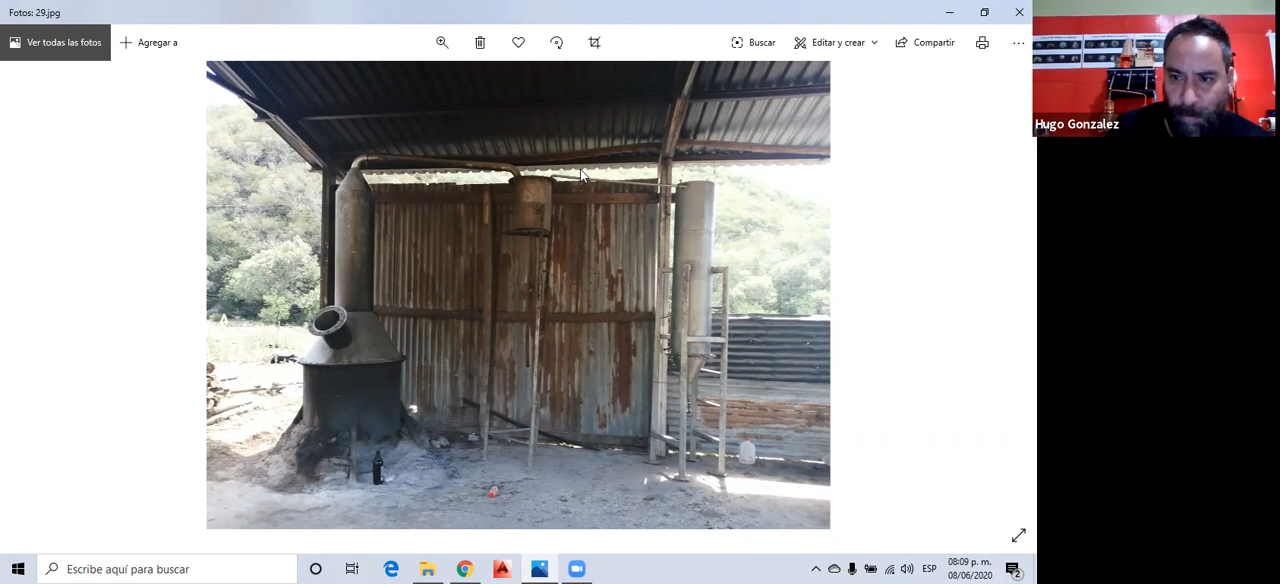 Fotos: 29.jpg
Ver todas las fotos
Agregar a
Buscar
Editar y crear
Compartir
Hugo Gonzalez
Escribe aquí para buscar
ESP
08:09 p. m.
08/06/2020
2